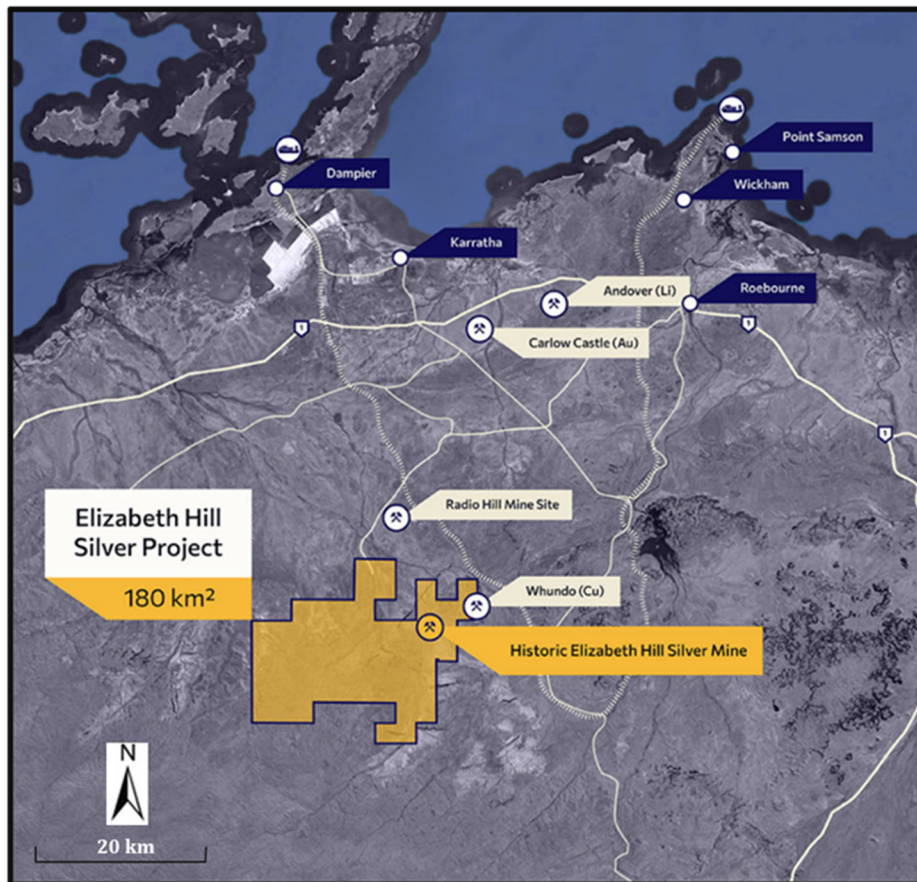 Point Samson
Dampier
Wickham
Karratha
Andover (Li)
Roebourne
1
1
Carlow Castle (Au)
1
Elizabeth Hill
Silver Project
180 km²
Radio Hill Mine Site
Whundo (Cu)
Historic Elizabeth Hill Silver Mine
N
20 km